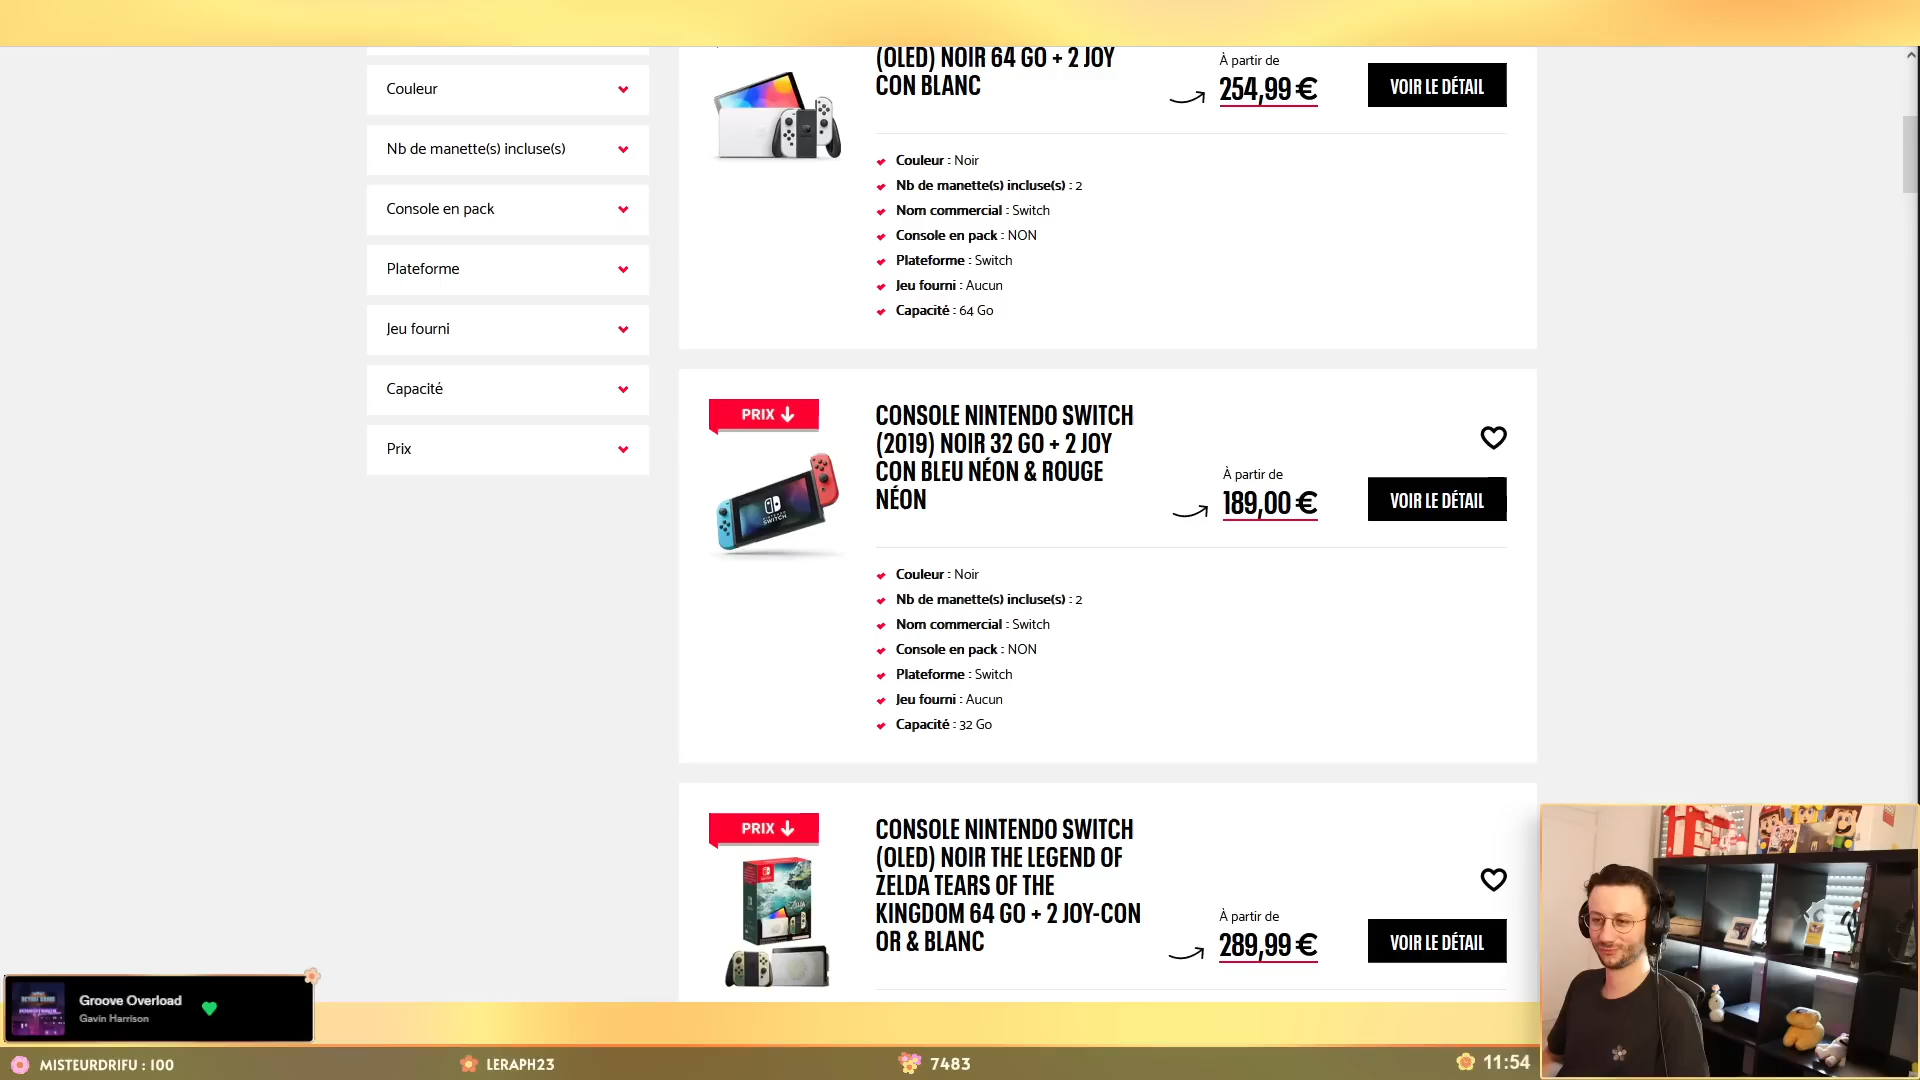 Couleur
Nb de manette(s) incluse(s)
Console en pack
Plateforme
Jeu fourni
Capacité
Prix
(OLED) NOIR 64 GO + 2 JOY
CON BLANC
À partir de
254,99 €
VOIR LE DÉTAIL
Couleur : Noir
Nb de manette(s) incluse(s) : 2
Nom commercial : Switch
Console en pack : NON
Plateforme : Switch
Jeu fourni : Aucun
Capacité : 64 Go
PRIX
CONSOLE NINTENDO SWITCH
(2019) NOIR 32 GO + 2 JOY
CON BLEU NÉON & ROUGE
NÉON
À partir de
189,00 €
VOIR LE DÉTAIL
NINTENDO
SWITCH
Couleur : Noir
Nb de manette(s) incluse(s) : 2
Nom commercial : Switch
Console en pack : NON
Plateforme : Switch
Jeu fourni : Aucun
Capacité : 32 Go
PRIX
CONSOLE NINTENDO SWITCH
(OLED) NOIR THE LEGEND OF
ZELDA TEARS OF THE
KINGDOM 64 GO + 2 JOY-CON
OR & BLANC
À partir de
289,99 €
VOIR LE DÉTAIL
Groove Overload
Gavin Harrison
MISTEURDRIFU : 100
LERAPH23
7483
11:54